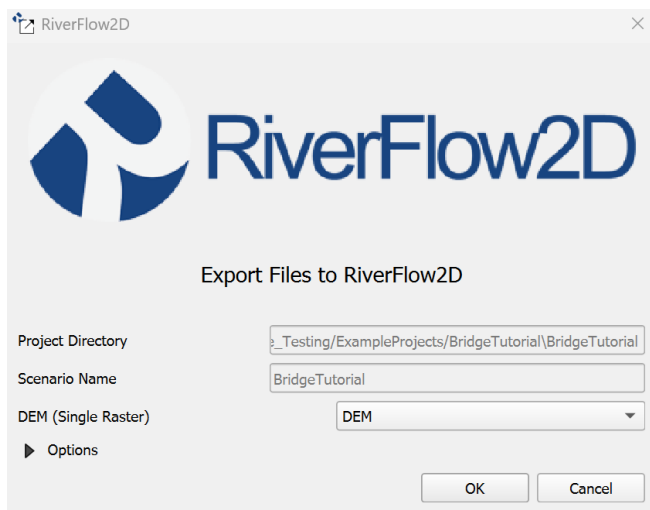 RiverFlow2D
RiverFlow2D
Export Files to RiverFlow2D
Project Directory
_Testing/ExampleProjects/BridgeTutorial\BridgeTutorial
Scenario Name
BridgeTutorial
DEM (Single Raster)
DEM
Options
OK
Cancel